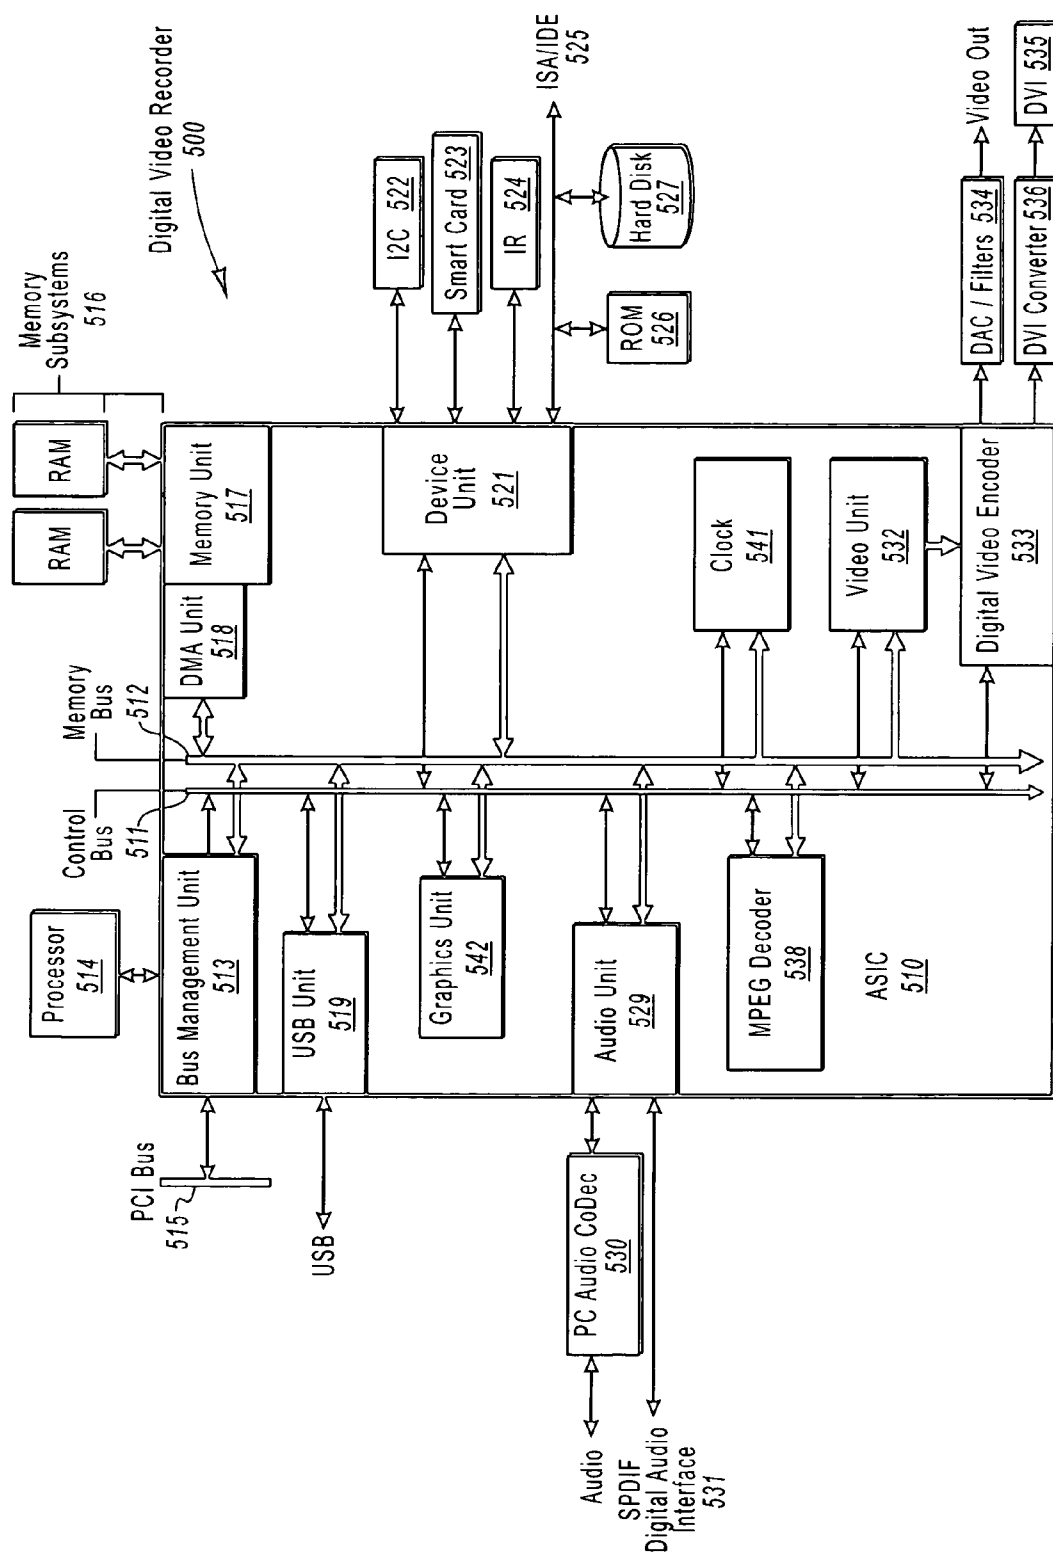 Digital Video Recorder
500
Memory
Subsystems
516
RAM
RAM
Memory Unit
517
DMA Unit
518
Memory
Bus
512
Control
Bus
511
Processor
514
Bus Management Unit
513
PCI Bus
515
USB Unit
519
USB
Graphics Unit
542
Audio Unit
529
PC Audio CoDec
530
Audio
SPDIF
Digital Audio
Interface
531
MPEG Decoder
538
ASIC
510
Device
Unit
521
I2C 522
Smart Card 523
IR 524
ISA/IDE
525
ROM
526
Hard Disk
527
Clock
541
Video Unit
532
Digital Video Encoder
533
DAC / Filters 534
Video Out
DVI Converter 536
DVI 535